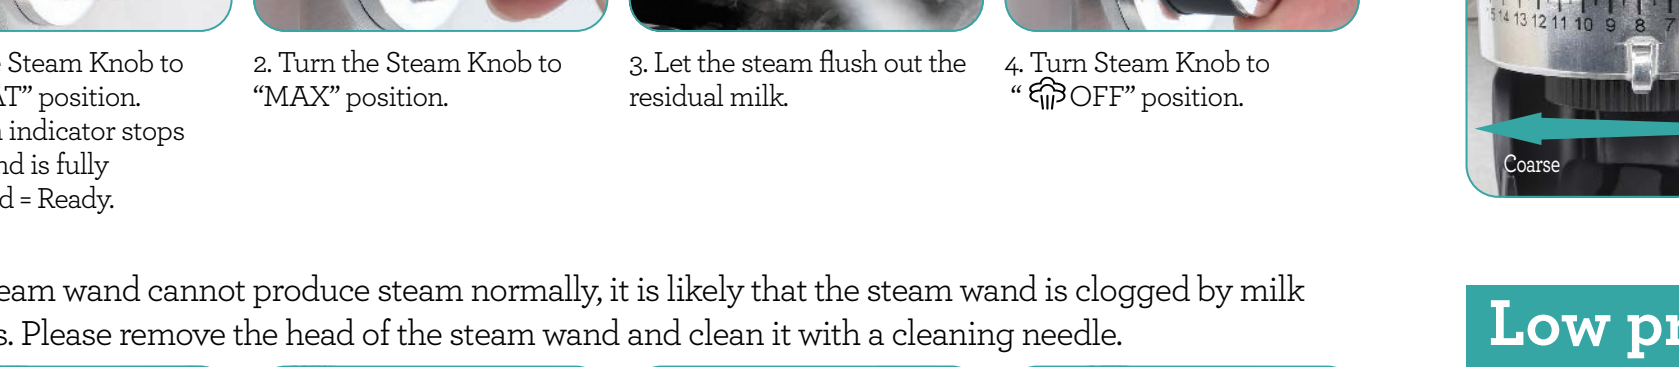 Steam Knob to
AT” position.
indicator stops
nd is fully
d = Ready.
2. Turn the Steam Knob to
“MAX” position.
3. Let the steam flush out the
residual milk.
4. Turn Steam Knob to
“ OFF” position.
14 13 12 11 10 9 8 7
Coarse
eam wand cannot produce steam normally, it is likely that the steam wand is clogged by milk
s. Please remove the head of the steam wand and clean it with a cleaning needle.
Low pr